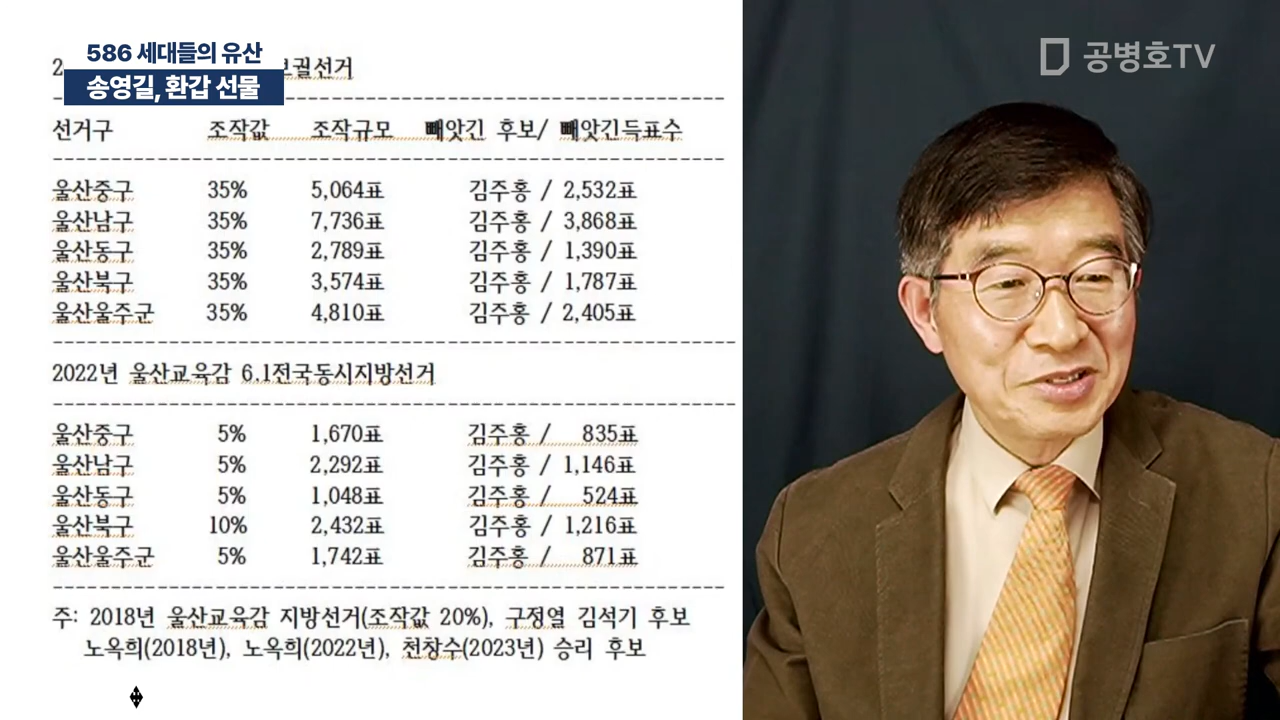 586 세대들의 유산
송영길, 환갑 선물
공병호TV
2 보궐선거
선거구 조작값 조작규모 빼앗긴 후보/ 빼앗긴득표수
울산중구 35% 5,064표 김주홍 / 2,532표
울산남구 35% 7,736표 김주홍 / 3,868표
울산동구 35% 2,789표 김주홍 / 1,390표
울산북구 35% 3,574표 김주홍 / 1,787표
울산울주군 35% 4,810표 김주홍 / 2,405표
2022년 울산교육감 6.1전국동시지방선거
울산중구 5% 1,670표 김주홍 / 835표
울산남구 5% 2,292표 김주홍 / 1,146표
울산동구 5% 1,048표 김주홍 / 524표
울산북구 10% 2,432표 김주홍 / 1,216표
울산울주군 5% 1,742표 김주홍 / 871표
주: 2018년 울산교육감 지방선거(조작값 20%), 구정열 김석기 후보
노옥희(2018년), 노옥희(2022년), 천창수(2023년) 승리 후보